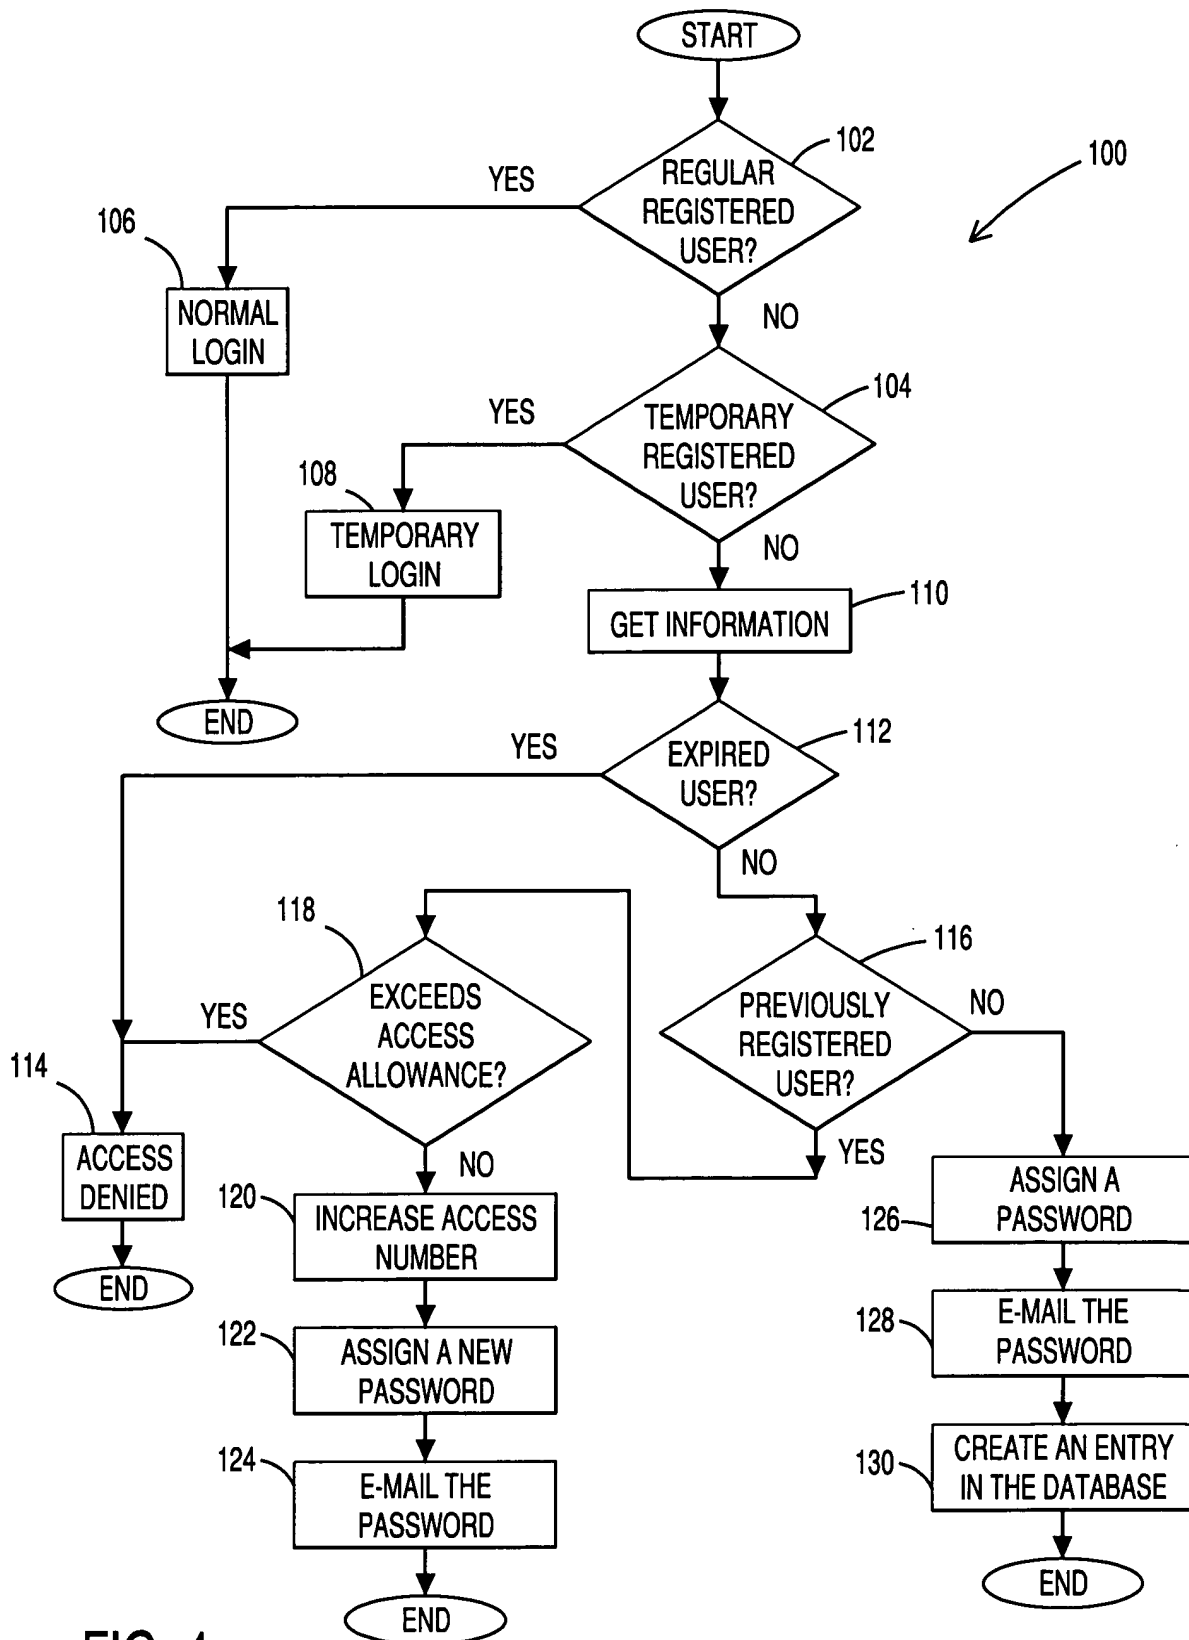 START
102
REGULAR
REGISTERED
USER?
100
YES
106
NORMAL
LOGIN
NO
104
TEMPORARY
REGISTERED
USER?
YES
108
TEMPORARY
LOGIN
NO
110
GET INFORMATION
END
112
EXPIRED
USER?
YES
NO
118
EXCEEDS
ACCESS
ALLOWANCE?
YES
116
PREVIOUSLY
REGISTERED
USER?
NO
YES
114
ACCESS
DENIED
END
NO
120
INCREASE ACCESS
NUMBER
122
ASSIGN A NEW
PASSWORD
124
E-MAIL THE
PASSWORD
END
126
ASSIGN A
PASSWORD
128
E-MAIL THE
PASSWORD
130
CREATE AN ENTRY
IN THE DATABASE
END